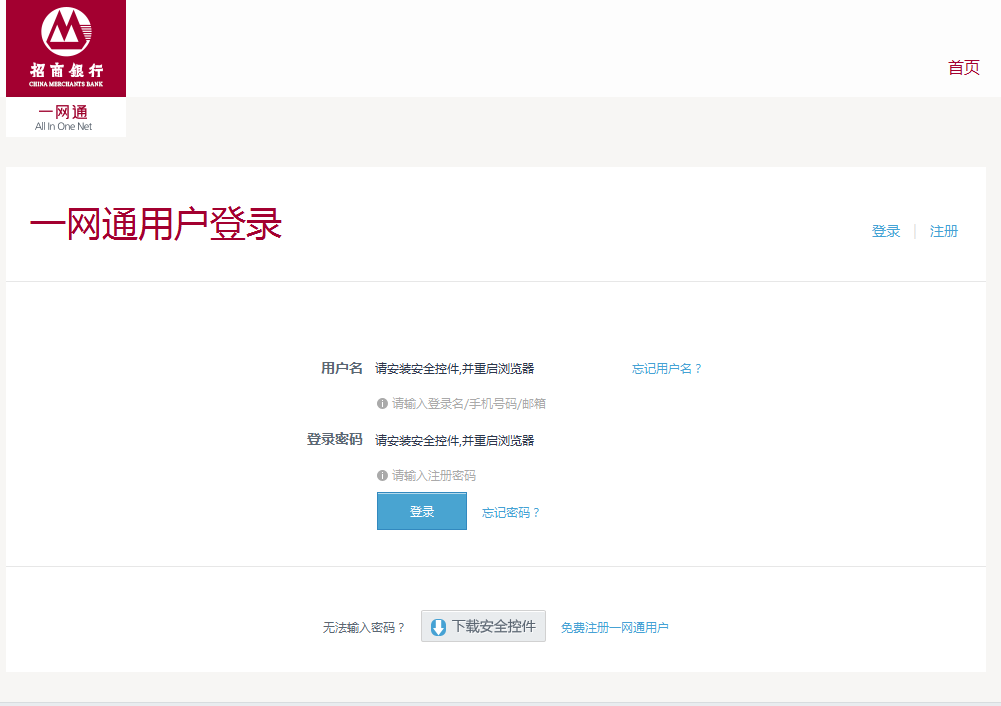 招商银行
CHINA MERCHANTS BANK
首页
一网通
All In One Net
一网通用户登录
登录 | 注册
用户名 请安装安全控件,并重启浏览器 忘记用户名？
请输入登录名/手机号码/邮箱
登录密码 请安装安全控件,并重启浏览器
请输入注册密码
登录 忘记密码？
无法输入密码？ 下载安全控件 免费注册一网通用户